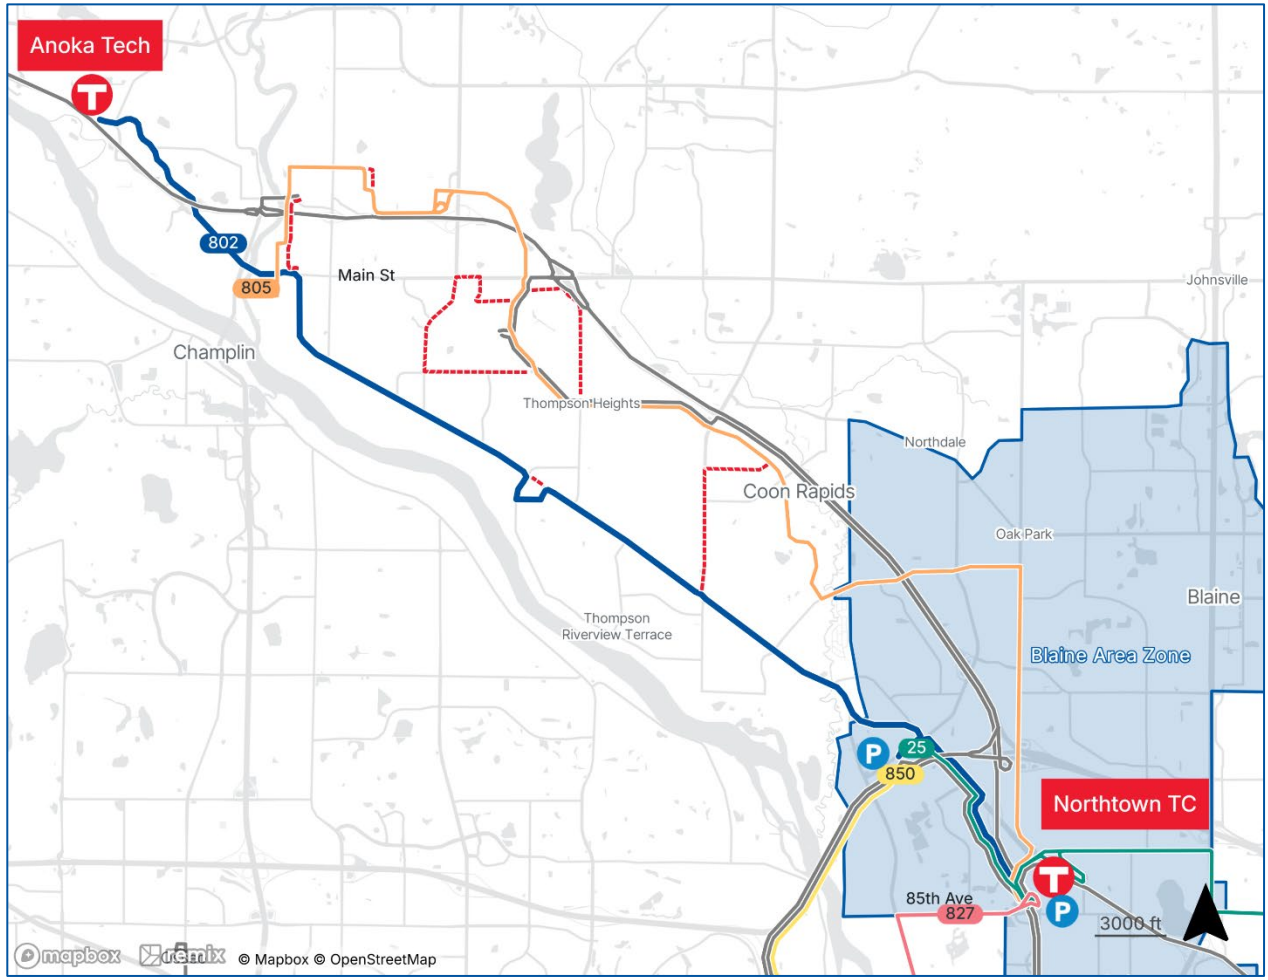 Anoka Tech
T
802
Main St
805
Johnsville
Champlin
Thompson Heights
Northdale
Coon Rapids
Oak Park
Blaine
Thompson
Riverview Terrace
Blaine Area Zone
P
25
850
Northtown TC
T
85th Ave
827
P
3000 ft
mapbox
remix
© Mapbox © OpenStreetMap